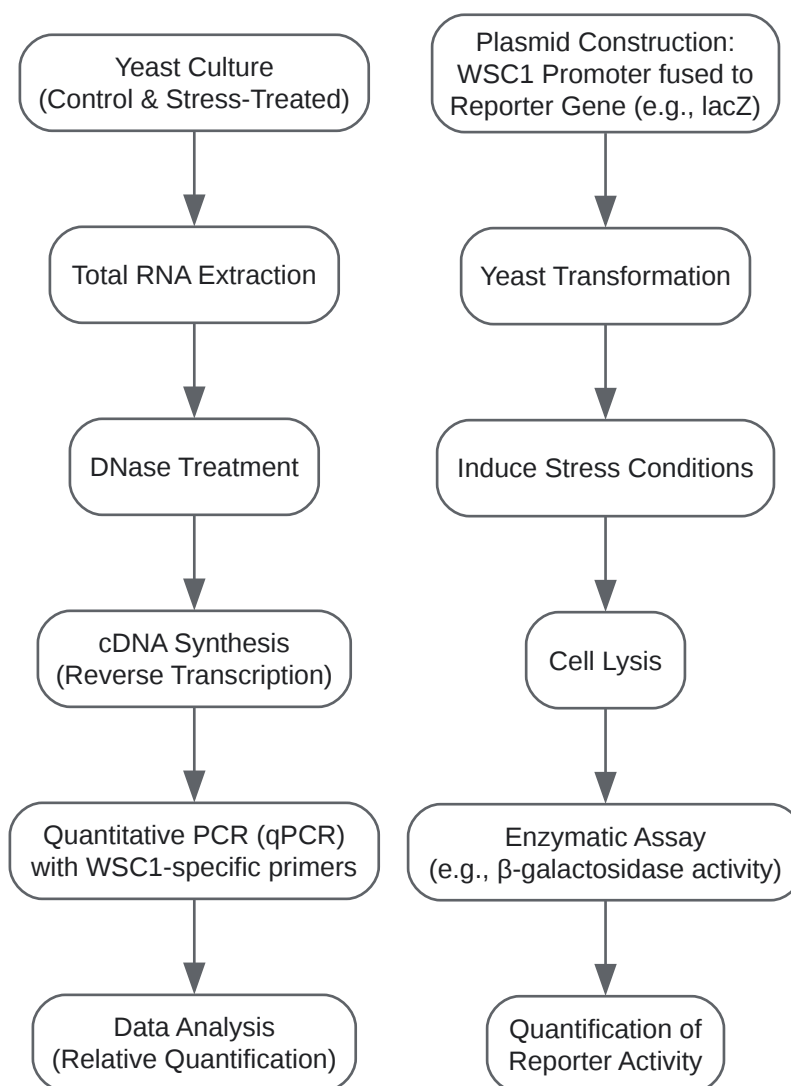 Yeast Culture
(Control & Stress-Treated)
Total RNA Extraction
DNase Treatment
cDNA Synthesis
(Reverse Transcription)
Quantitative PCR (qPCR)
with WSC1-specific primers
Data Analysis
(Relative Quantification)
Plasmid Construction:
WSC1 Promoter fused to
Reporter Gene (e.g., lacZ)
Yeast Transformation
Induce Stress Conditions
Cell Lysis
Enzymatic Assay
(e.g., β-galactosidase activity)
Quantification of
Reporter Activity